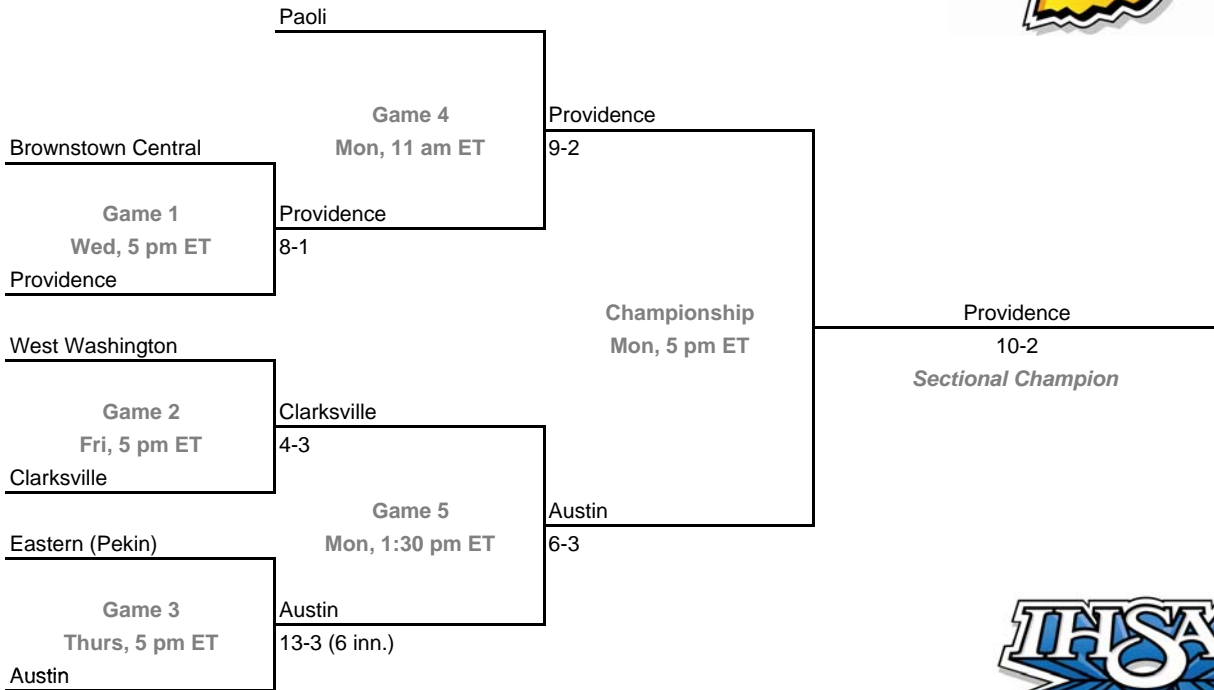 Paoli
Game 4
Mon, 11 am ET
Providence
9-2
Brownstown Central
Game 1
Wed, 5 pm ET
Providence
Providence
8-1
Championship
Mon, 5 pm ET
Providence
10-2
Sectional Champion
West Washington
Game 2
Fri, 5 pm ET
Clarksville
Clarksville
4-3
Game 5
Mon, 1:30 pm ET
Austin
6-3
Eastern (Pekin)
Game 3
Thurs, 5 pm ET
Austin
Austin
13-3 (6 inn.)
IHSA